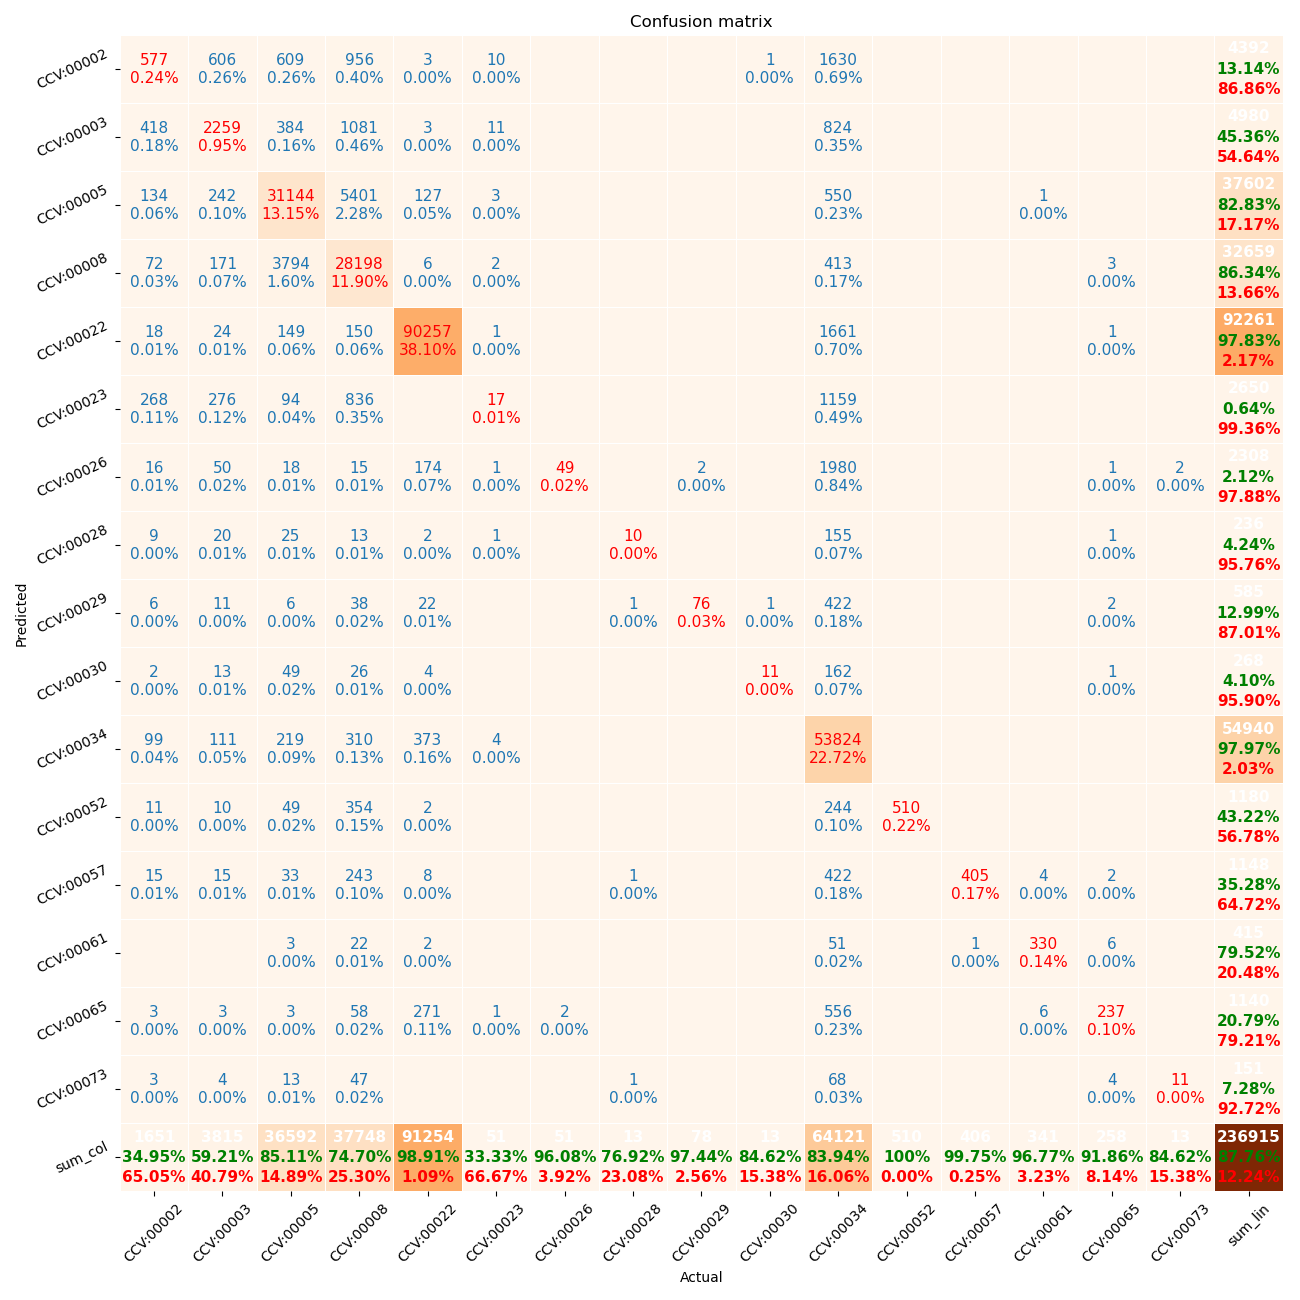 Confusion matrix
CCV:00002
577 606 609 956 3 10 1 1630 4392
0.24% 0.26% 0.26% 0.40% 0.00% 0.00% 0.00% 0.69% 13.14%
86.86%
CCV:00003
418 2259 384 1081 3 11 824 4980
0.18% 0.95% 0.16% 0.46% 0.00% 0.00% 0.35% 45.36%
54.64%
CCV:00005
134 242 31144 5401 127 3 550 1 37602
0.06% 0.10% 13.15% 2.28% 0.05% 0.00% 0.23% 0.00% 82.83%
17.17%
CCV:00008
72 171 3794 28198 6 2 413 3 32659
0.03% 0.07% 1.60% 11.90% 0.00% 0.00% 0.17% 0.00% 86.34%
13.66%
CCV:00022
18 24 149 150 90257 1 1661 1 92261
0.01% 0.01% 0.06% 0.06% 38.10% 0.00% 0.70% 0.00% 97.83%
2.17%
CCV:00023
268 276 94 836 17 1159 2650
0.11% 0.12% 0.04% 0.35% 0.01% 0.49% 0.64%
99.36%
CCV:00026
16 50 18 15 174 1 49 2 1980 1 2 2308
0.01% 0.02% 0.01% 0.01% 0.07% 0.00% 0.02% 0.00% 0.84% 0.00% 0.00% 2.12%
97.88%
CCV:00028
9 20 25 13 2 1 10 155 1 236
0.00% 0.01% 0.01% 0.01% 0.00% 0.00% 0.00% 0.07% 0.00% 4.24%
95.76%
CCV:00029
6 11 6 38 22 1 76 1 422 2 585
0.00% 0.00% 0.00% 0.02% 0.01% 0.00% 0.03% 0.00% 0.18% 0.00% 12.99%
87.01%
CCV:00030
2 13 49 26 4 11 162 1 268
0.00% 0.01% 0.02% 0.01% 0.00% 0.00% 0.07% 0.00% 4.10%
95.90%
CCV:00034
99 111 219 310 373 4 53824 54940
0.04% 0.05% 0.09% 0.13% 0.16% 0.00% 22.72% 97.97%
2.03%
CCV:00052
11 10 49 354 2 244 510 1180
0.00% 0.00% 0.02% 0.15% 0.00% 0.10% 0.22% 43.22%
56.78%
CCV:00057
15 15 33 243 8 1 422 405 4 2 1148
0.01% 0.01% 0.01% 0.10% 0.00% 0.00% 0.18% 0.17% 0.00% 0.00% 35.28%
64.72%
CCV:00061
3 22 2 51 1 330 6 415
0.00% 0.01% 0.00% 0.02% 0.00% 0.14% 0.00% 79.52%
20.48%
CCV:00065
3 3 3 58 271 1 2 556 6 237 1140
0.00% 0.00% 0.00% 0.02% 0.11% 0.00% 0.00% 0.23% 0.00% 0.10% 20.79%
79.21%
CCV:00073
3 4 13 47 1 68 4 11 151
0.00% 0.00% 0.01% 0.02% 0.00% 0.03% 0.00% 0.00% 7.28%
92.72%
sum_col
1651 3815 36592 37748 91254 51 51 13 78 13 64121 510 406 341 258 13 236915
34.95% 59.21% 85.11% 74.70% 98.91% 33.33% 96.08% 76.92% 97.44% 84.62% 83.94% 100% 99.75% 96.77% 91.86% 84.62% 87.76%
65.05% 40.79% 14.89% 25.30% 1.09% 66.67% 3.92% 23.08% 2.56% 15.38% 16.06% 0.00% 0.25% 3.23% 8.14% 15.38% 12.24%
CCV:00002 CCV:00003 CCV:00005 CCV:00008 CCV:00022 CCV:00023 CCV:00026 CCV:00028 CCV:00029 CCV:00030 CCV:00034 CCV:00052 CCV:00057 CCV:00061 CCV:00065 CCV:00073 sum_lin
Actual
Predicted